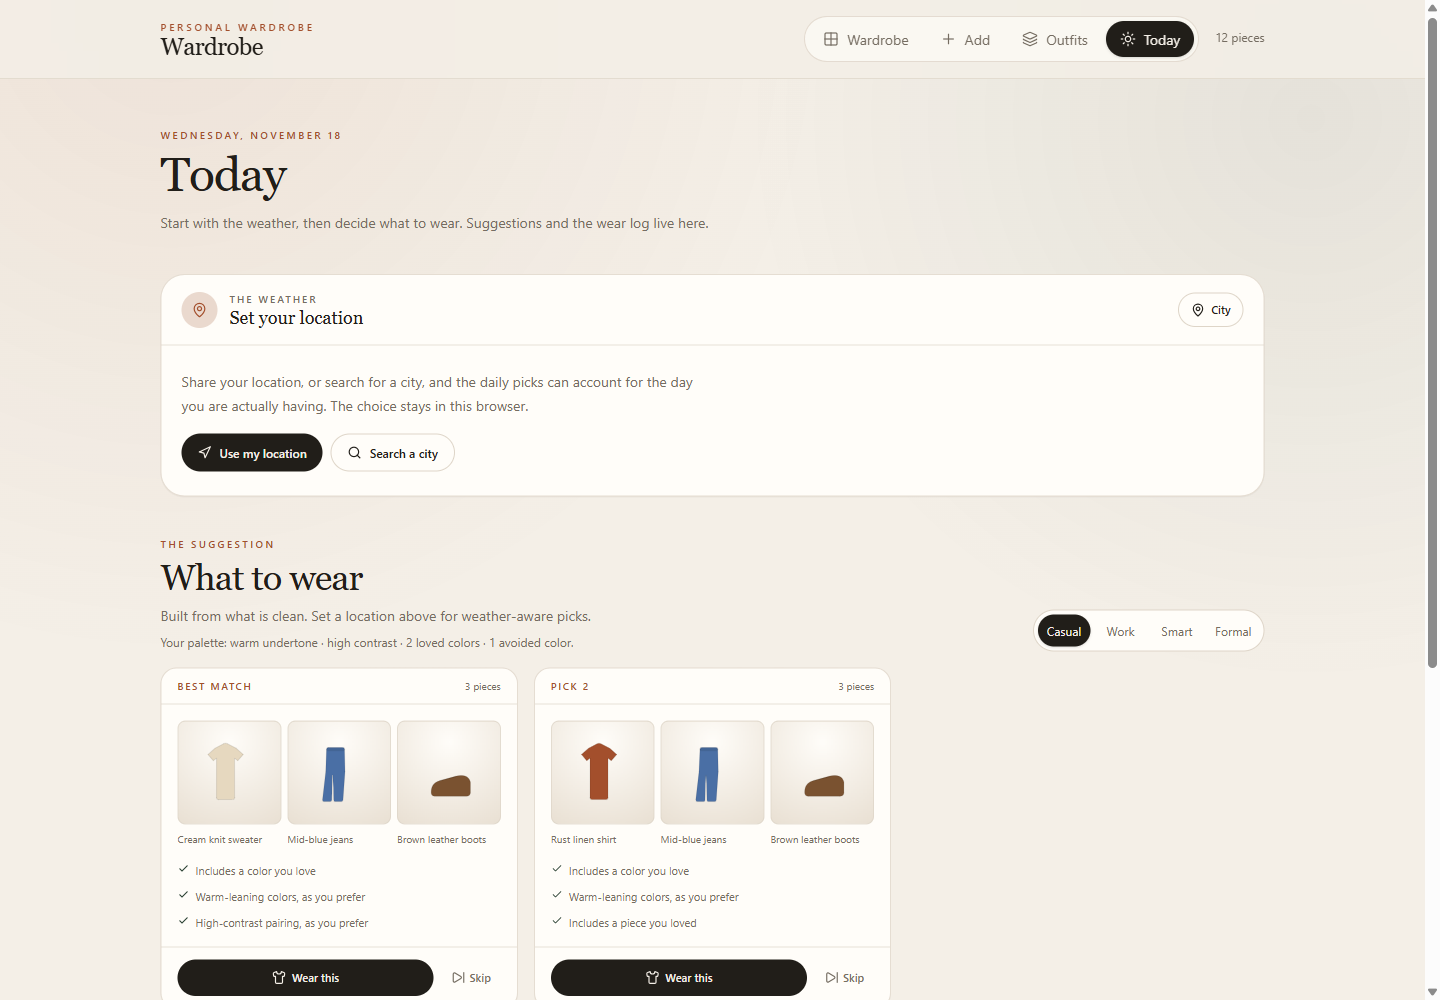 PERSONAL WARDROBE
Wardrobe
Wardrobe
Add
Outfits
Today
12 pieces
WEDNESDAY, NOVEMBER 18
Today
Start with the weather, then decide what to wear. Suggestions and the wear log live here.
THE WEATHER
Set your location
City
Share your location, or search for a city, and the daily picks can account for the day
you are actually having. The choice stays in this browser.
Use my location
Search a city
THE SUGGESTION
What to wear
Built from what is clean. Set a location above for weather-aware picks.
Your palette: warm undertone · high contrast · 2 loved colors · 1 avoided color.
Casual
Work
Smart
Formal
BEST MATCH
3 pieces
Cream knit sweater
Mid-blue jeans
Brown leather boots
Includes a color you love
Warm-leaning colors, as you prefer
High-contrast pairing, as you prefer
Wear this
Skip
PICK 2
3 pieces
Rust linen shirt
Mid-blue jeans
Brown leather boots
Includes a color you love
Warm-leaning colors, as you prefer
Includes a piece you loved
Wear this
Skip